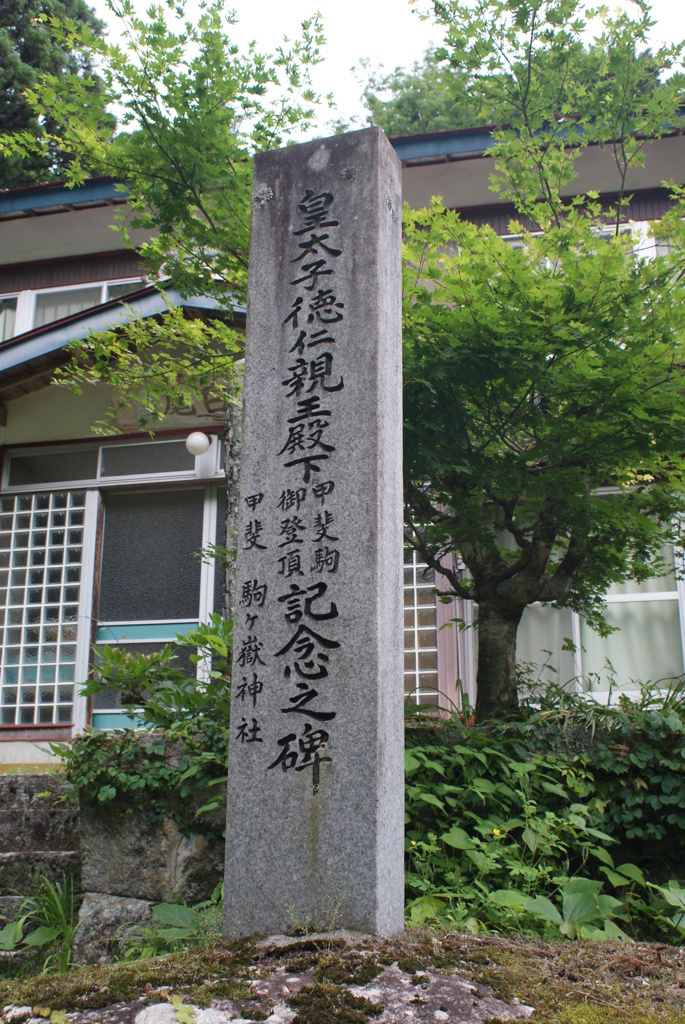 皇太子徳仁親王殿下
甲斐駒
御登頂
記念之碑
甲斐駒ヶ嶽神社